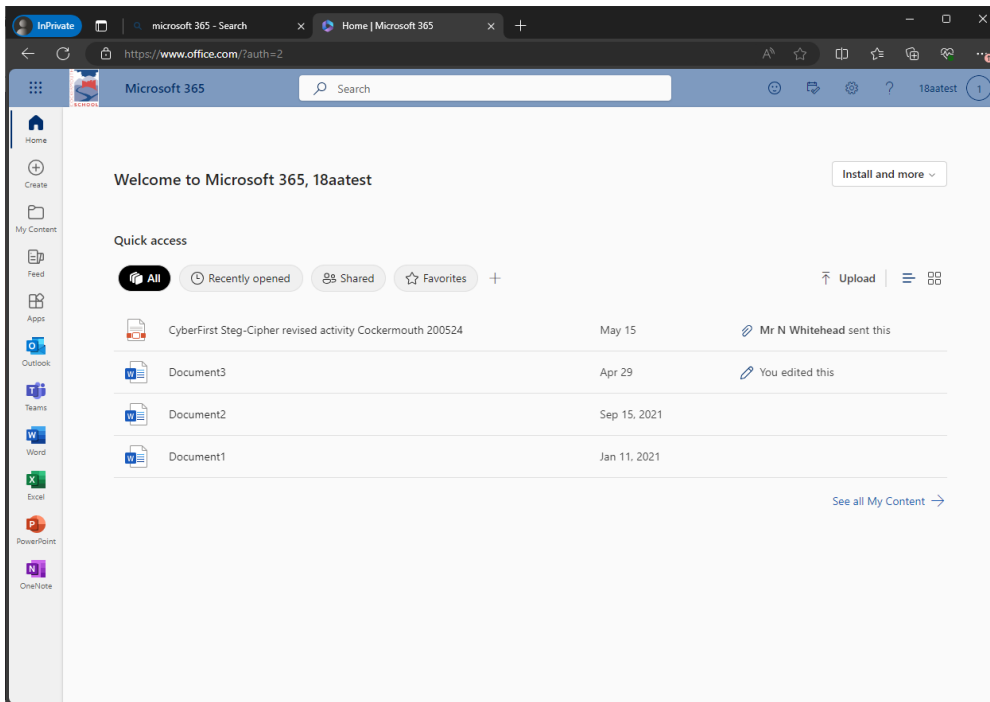 InPrivate
microsoft 365 - Search
Home | Microsoft 365
https://www.office.com/?auth=2
SCHOOL
Microsoft 365
Search
18aatest
1
Home
Create
My Content
Feed
Apps
Outlook
Teams
Word
Excel
PowerPoint
OneNote
Welcome to Microsoft 365, 18aatest
Install and more
Quick access
All
Recently opened
Shared
Favorites
Upload
CyberFirst Steg-Cipher revised activity Cockermouth 200524 May 15 Mr N Whitehead sent this
Document3 Apr 29 You edited this
Document2 Sep 15, 2021
Document1 Jan 11, 2021
See all My Content